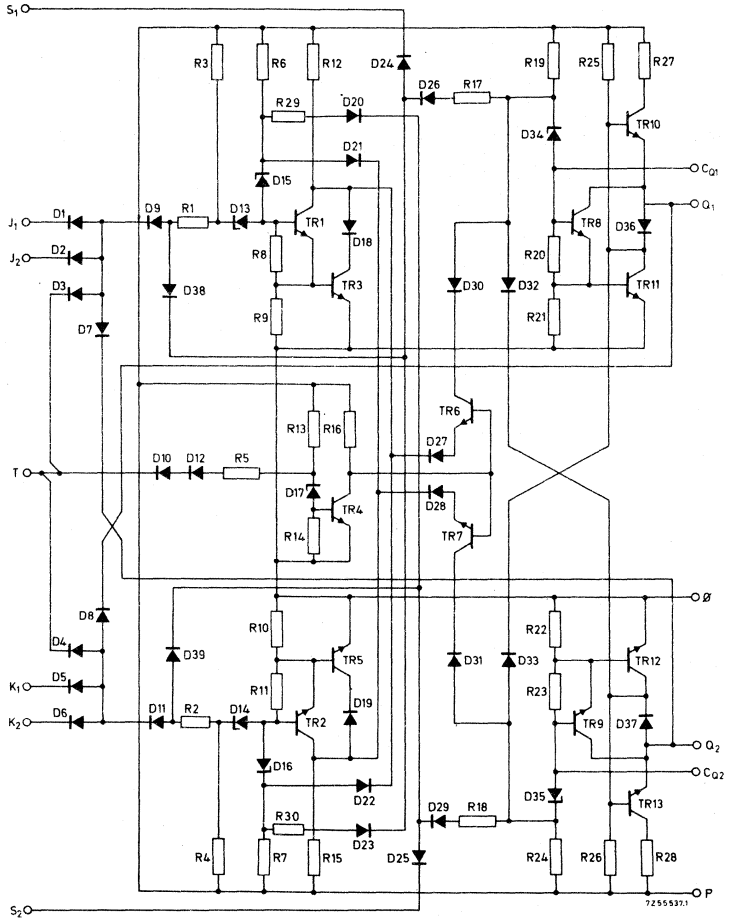 S1
R3 R6 R12 D24 R19 R25 R27
D26 R17
R29 D20
D34 TR10
D21
D15 CQ1
D1 D9 R1 D13 Q1
J1 TR1 TR8 D36
D2 D18
J2 R8 R20
D3 D38 TR3 D30 D32 TR11
R9 R21
D7
TR6
R13 R16
D27
D10 D12 R5
T
D17 D28
TR4
R14 TR7
Ø
D8 R10 R22
D4 D39 TR5 D31 D33 TR12
K1 D5 R11 R23
D6 D11 R2 D14 TR2 D19 TR9 D37
K2
Q2
D16
D22 CQ2
D35
R30 D29 R18 TR13
D23
R4 R7 R15 D25 R24 R26 R28
P
7Z55537.1
S2